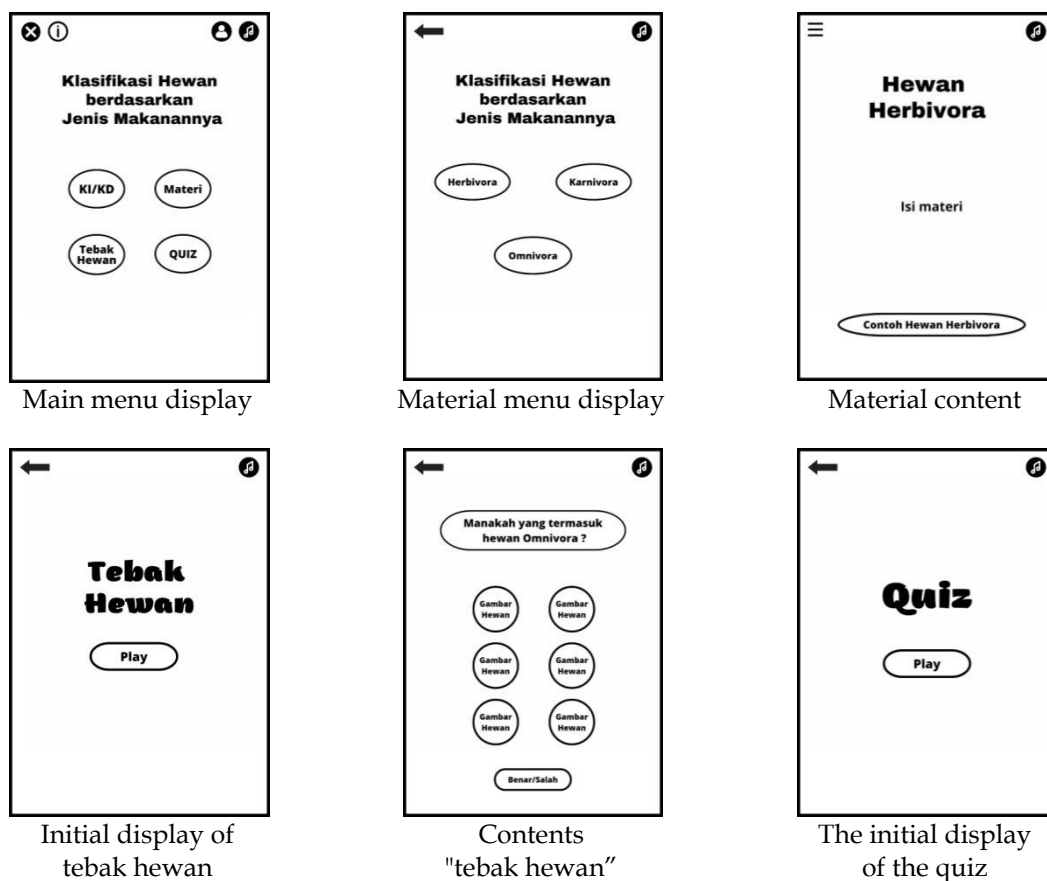 Klasifikasi Hewan
berdasarkan
Jenis Makanannya
KI/KD
Materi
Tebak
Hewan
QUIZ
Main menu display
Klasifikasi Hewan
berdasarkan
Jenis Makanannya
Herbivora
Karnivora
Omnivora
Material menu display
Hewan
Herbivora
Isi materi
Contoh Hewan Herbivora
Material content
Tebak
Hewan
Play
Initial display of
tebak hewan
Manakah yang termasuk
hewan Omnivora ?
Gambar
Hewan
Gambar
Hewan
Gambar
Hewan
Gambar
Hewan
Gambar
Hewan
Gambar
Hewan
Benar/Salah
Contents
"tebak hewan”
Quiz
Play
The initial display
of the quiz